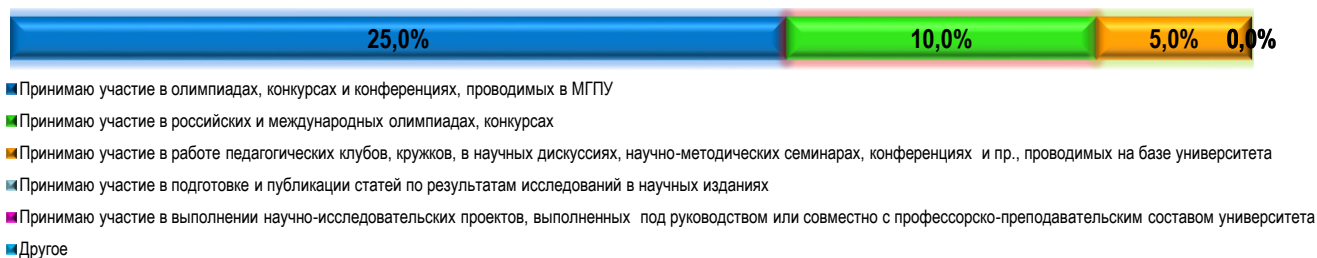 25,0% 10,0% 5,0% 0,0%
Принимаю участие в олимпиадах, конкурсах и конференциях, проводимых в МГПУ
Принимаю участие в российских и международных олимпиадах, конкурсах
Принимаю участие в работе педагогических клубов, кружков, в научных дискуссиях, научно-методических семинарах, конференциях и пр., проводимых на базе университета
Принимаю участие в подготовке и публикации статей по результатам исследований в научных изданиях
Принимаю участие в выполнении научно-исследовательских проектов, выполненных под руководством или совместно с профессорско-преподавательским составом университета
Другое